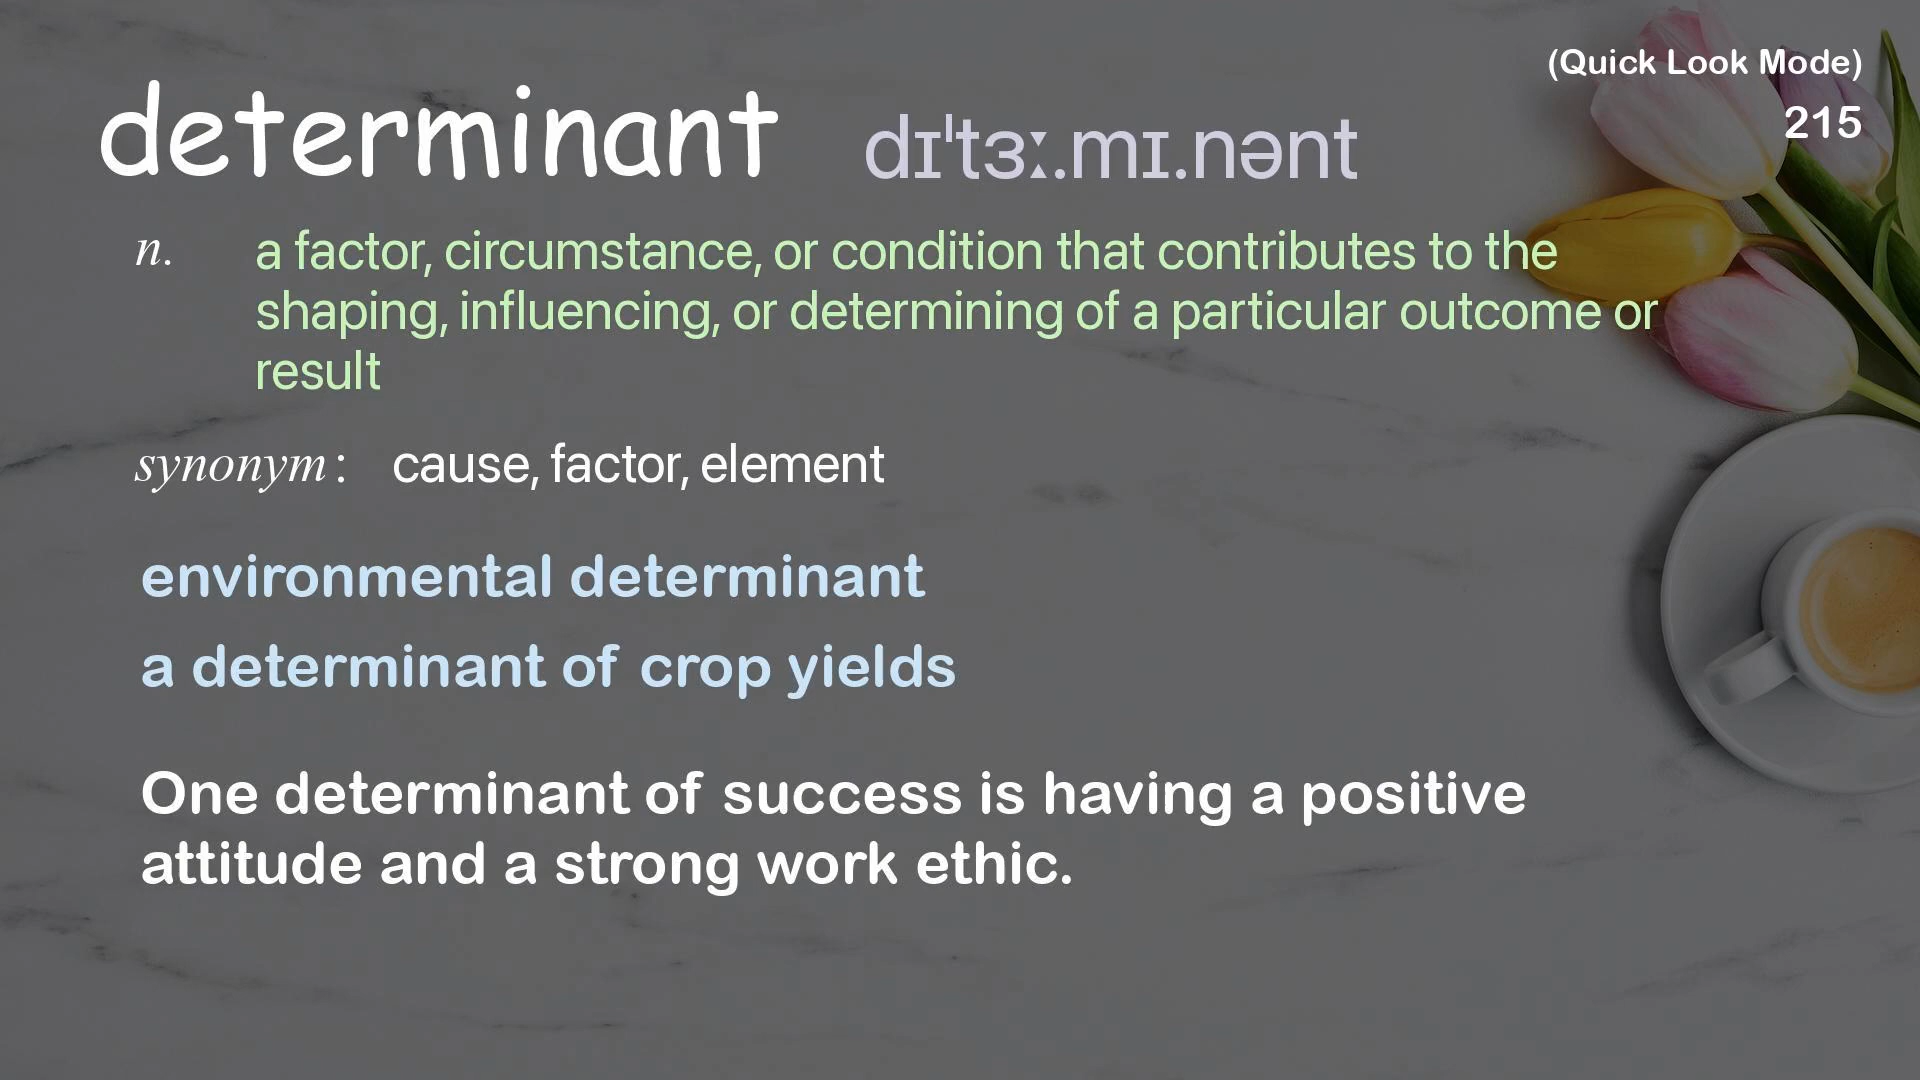 (Quick Look Mode)
215
determinant dɪˈtɜː.mɪ.nənt
n. a factor, circumstance, or condition that contributes to the
shaping, influencing, or determining of a particular outcome or
result
synonym: cause, factor, element
environmental determinant
a determinant of crop yields
One determinant of success is having a positive
attitude and a strong work ethic.